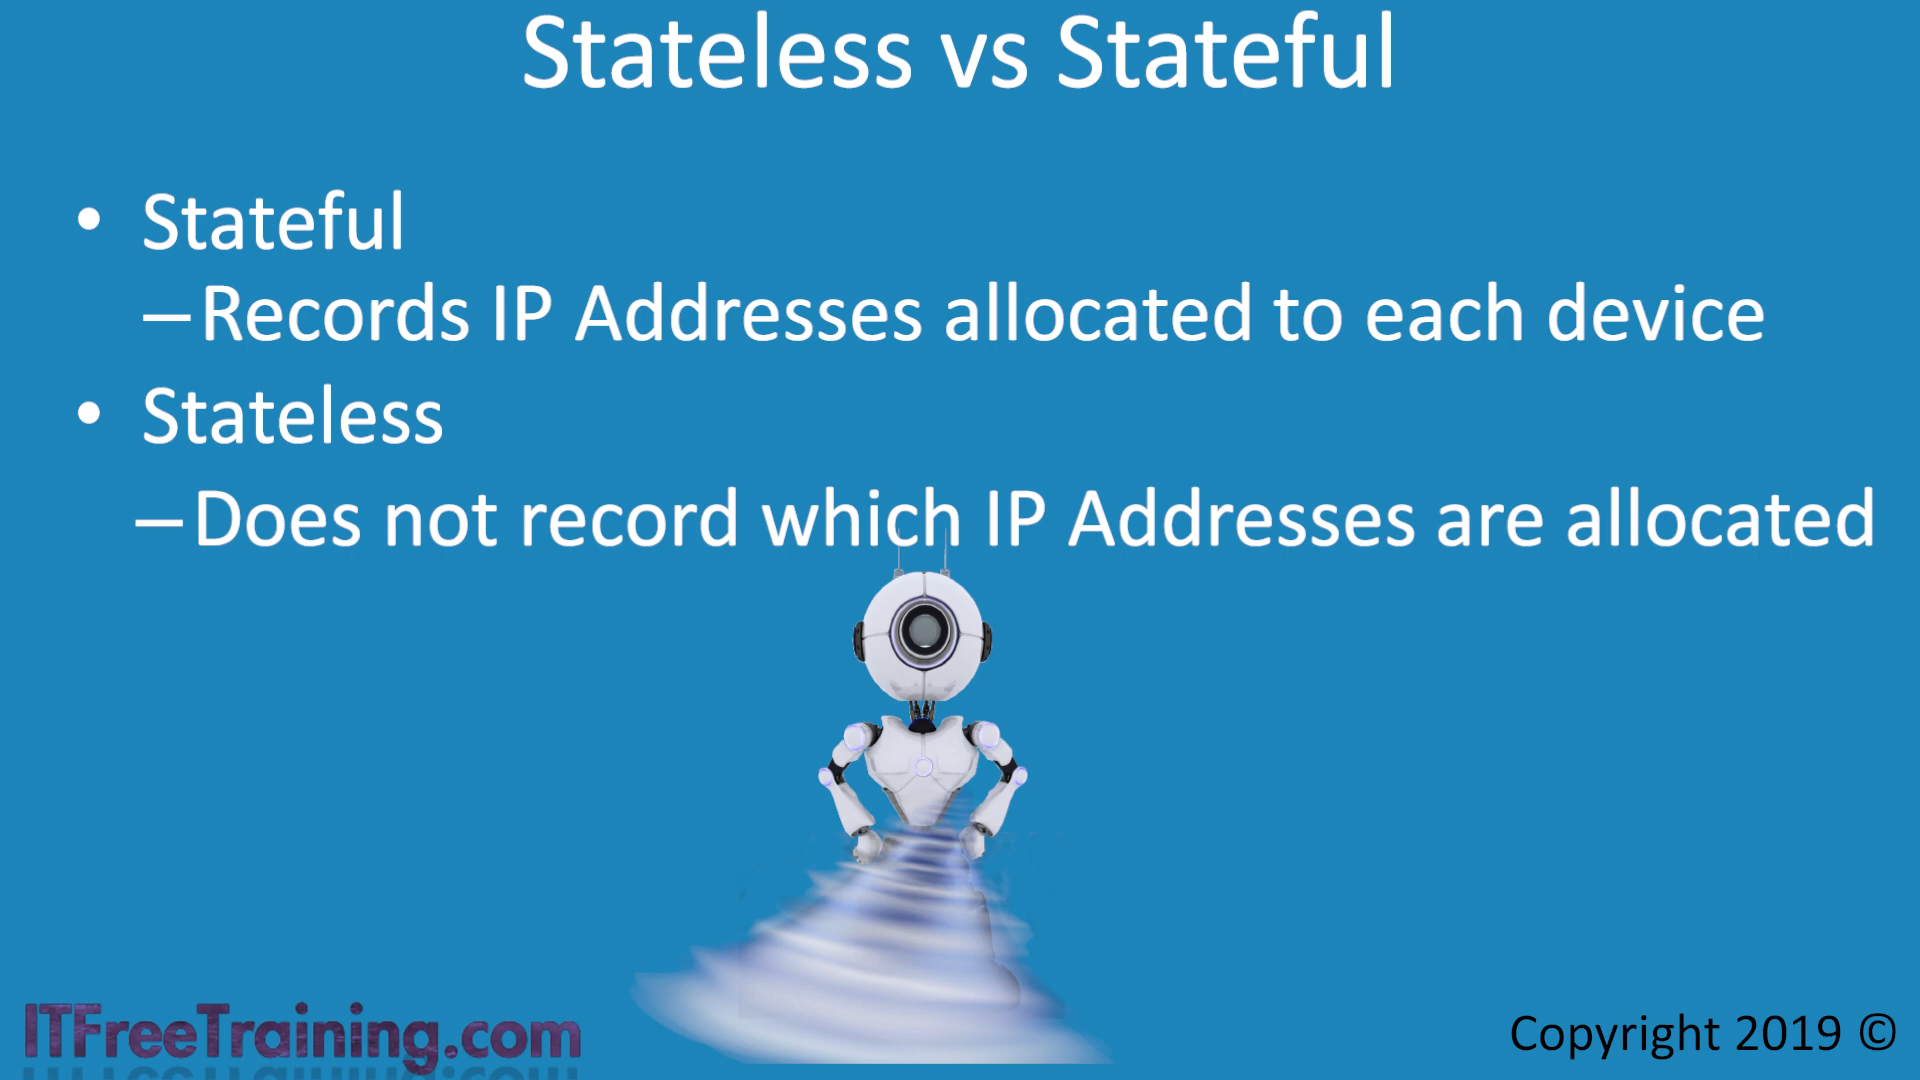 Stateless vs Stateful
• Stateful
–Records IP Addresses allocated to each device
• Stateless
–Does not record which IP Addresses are allocated
ITFreeTraining.com
Copyright 2019 ©